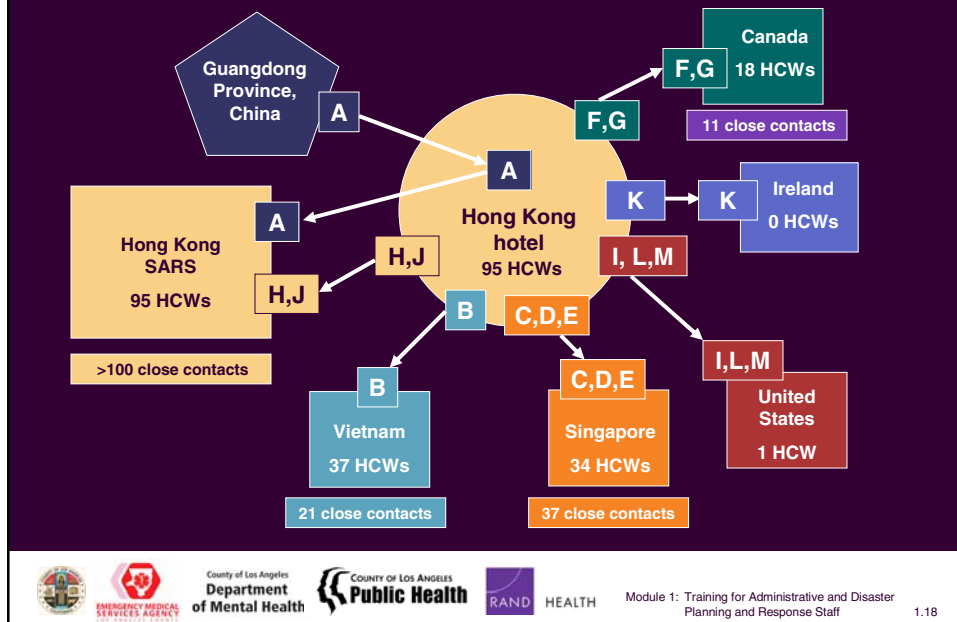 Guangdong
Province,
China
A
A
Hong Kong
hotel
95 HCWs
F,G
F,G
Canada
18 HCWs
11 close contacts
K
K
Ireland
0 HCWs
A
Hong Kong
SARS
95 HCWs
H,J
H,J
>100 close contacts
I, L,M
I,L,M
United
States
1 HCW
B
B
Vietnam
37 HCWs
21 close contacts
C,D,E
C,D,E
Singapore
34 HCWs
37 close contacts
EMERGENCY MEDICAL
SERVICES AGENCY
LOS ANGELES COUNTY
County of Los Angeles
Department
of Mental Health
COUNTY OF LOS ANGELES
Public Health
RAND HEALTH
Module 1: Training for Administrative and Disaster
Planning and Response Staff 1.18